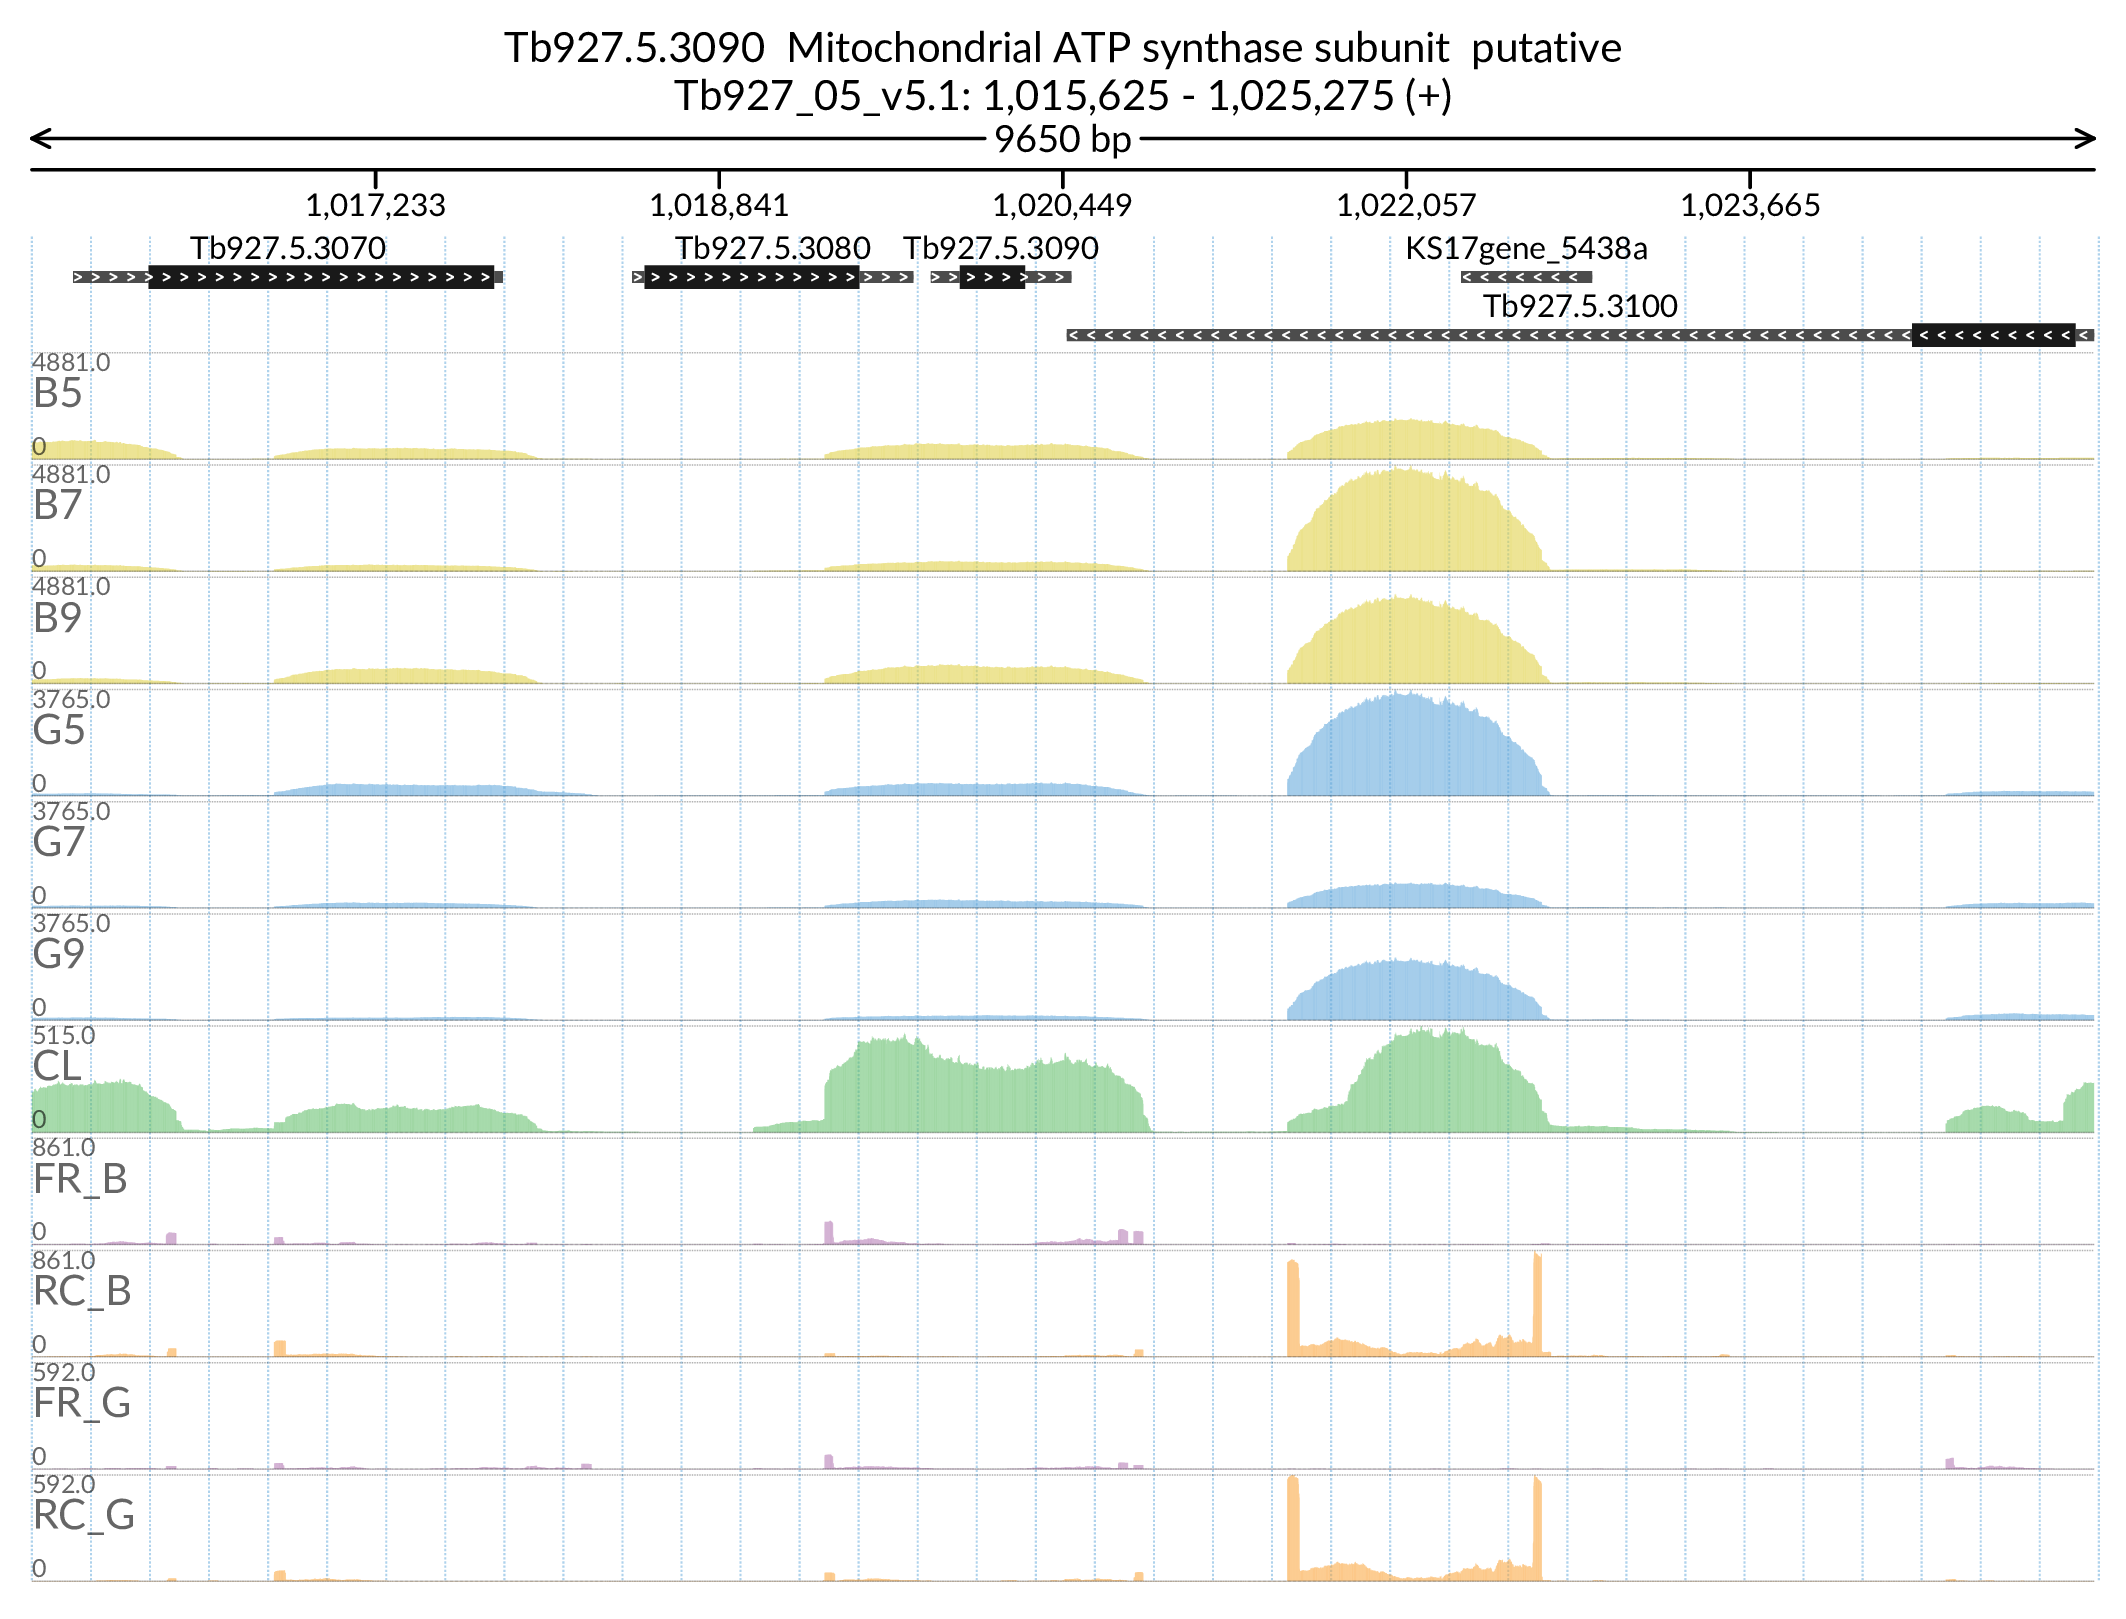 Tb927.5.3090  Mitochondrial ATP synthase subunit  putative
Tb927_05_v5.1: 1,015,625 - 1,025,275 (+)
9650 bp
1,017,233 1,018,841 1,020,449 1,022,057 1,023,665
Tb927.5.3070 Tb927.5.3080 Tb927.5.3090 KS17gene_5438a
Tb927.5.3100
4881.0
B5
0
4881.0
B7
0
4881.0
B9
0
3765.0
G5
0
3765.0
G7
0
3765.0
G9
0
515.0
CL
0
861.0
FR_B
0
861.0
RC_B
0
592.0
FR_G
0
592.0
RC_G
0